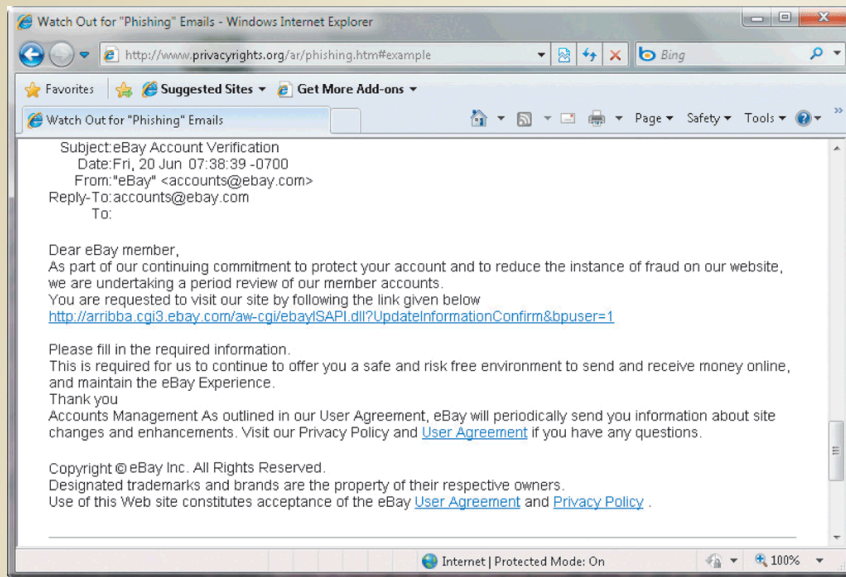 Watch Out for "Phishing" Emails - Windows Internet Explorer
http://www.privacyrights.org/ar/phishing.htm#example
Bing
Favorites Suggested Sites Get More Add-ons
Watch Out for "Phishing" Emails
Page Safety Tools
Subject:eBay Account Verification
Date:Fri, 20 Jun 07:38:39 -0700
From:"eBay" <accounts@ebay.com>
Reply-To:accounts@ebay.com
To:
Dear eBay member,
As part of our continuing commitment to protect your account and to reduce the instance of fraud on our website,
we are undertaking a period review of our member accounts.
You are requested to visit our site by following the link given below
http://arribba.cgi3.ebay.com/aw-cgi/ebayISAPI.dll?UpdateInformationConfirm&bpuser=1
Please fill in the required information.
This is required for us to continue to offer you a safe and risk free environment to send and receive money online,
and maintain the eBay Experience.
Thank you
Accounts Management As outlined in our User Agreement, eBay will periodically send you information about site
changes and enhancements. Visit our Privacy Policy and User Agreement if you have any questions.
Copyright © eBay Inc. All Rights Reserved.
Designated trademarks and brands are the property of their respective owners.
Use of this Web site constitutes acceptance of the eBay User Agreement and Privacy Policy .
Internet | Protected Mode: On
100%